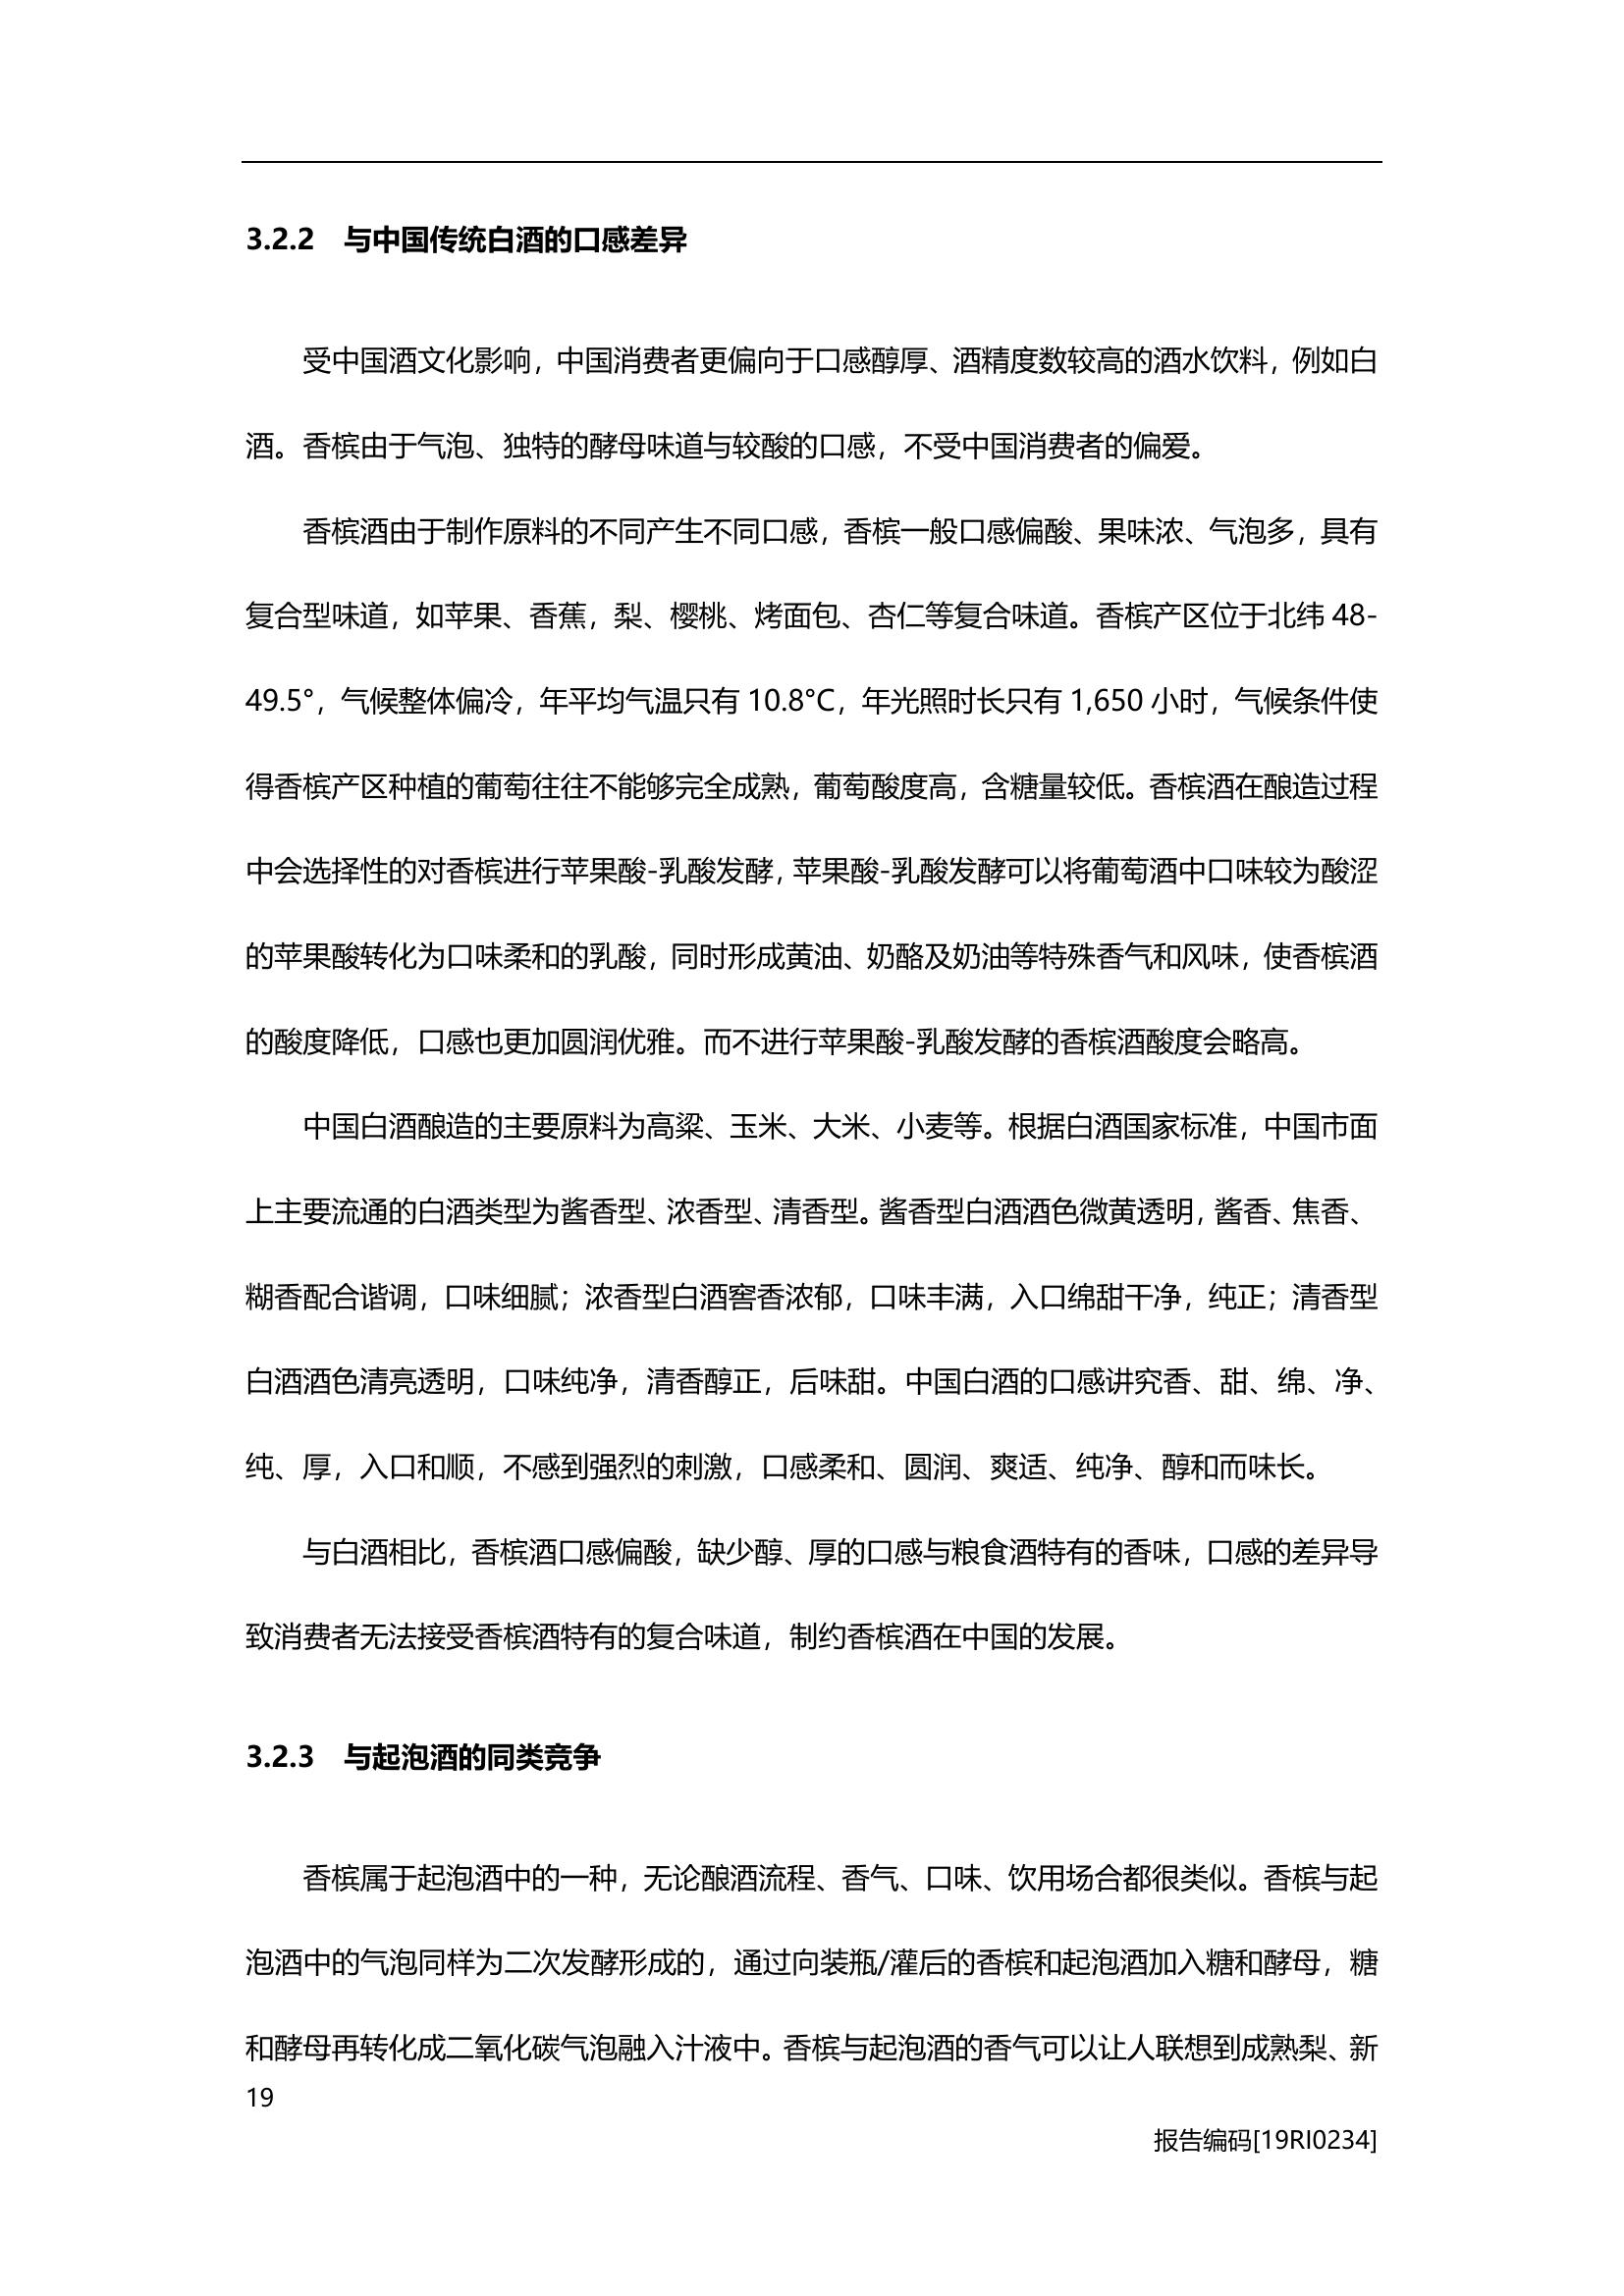 3.2.2 与中国传统白酒的口感差异
受中国酒文化影响，中国消费者更偏向于口感醇厚、酒精度数较高的酒水饮料，例如白
酒。香槟由于气泡、独特的酵母味道与较酸的口感，不受中国消费者的偏爱。
香槟酒由于制作原料的不同产生不同口感，香槟一般口感偏酸、果味浓、气泡多，具有
复合型味道，如苹果、香蕉，梨、樱桃、烤面包、杏仁等复合味道。香槟产区位于北纬 48-
49.5°，气候整体偏冷，年平均气温只有 10.8°C，年光照时长只有 1,650 小时，气候条件使
得香槟产区种植的葡萄往往不能够完全成熟，葡萄酸度高，含糖量较低。香槟酒在酿造过程
中会选择性的对香槟进行苹果酸-乳酸发酵，苹果酸-乳酸发酵可以将葡萄酒中口味较为酸涩
的苹果酸转化为口味柔和的乳酸，同时形成黄油、奶酪及奶油等特殊香气和风味，使香槟酒
的酸度降低，口感也更加圆润优雅。而不进行苹果酸-乳酸发酵的香槟酒酸度会略高。
中国白酒酿造的主要原料为高粱、玉米、大米、小麦等。根据白酒国家标准，中国市面
上主要流通的白酒类型为酱香型、浓香型、清香型。酱香型白酒酒色微黄透明，酱香、焦香、
糊香配合谐调，口味细腻；浓香型白酒窖香浓郁，口味丰满，入口绵甜干净，纯正；清香型
白酒酒色清亮透明，口味纯净，清香醇正，后味甜。中国白酒的口感讲究香、甜、绵、净、
纯、厚，入口和顺，不感到强烈的刺激，口感柔和、圆润、爽适、纯净、醇和而味长。
与白酒相比，香槟酒口感偏酸，缺少醇、厚的口感与粮食酒特有的香味，口感的差异导
致消费者无法接受香槟酒特有的复合味道，制约香槟酒在中国的发展。
3.2.3 与起泡酒的同类竞争
香槟属于起泡酒中的一种，无论酿酒流程、香气、口味、饮用场合都很类似。香槟与起
泡酒中的气泡同样为二次发酵形成的，通过向装瓶/灌后的香槟和起泡酒加入糖和酵母，糖
和酵母再转化成二氧化碳气泡融入汁液中。香槟与起泡酒的香气可以让人联想到成熟梨、新
19
报告编码[19RI0234]